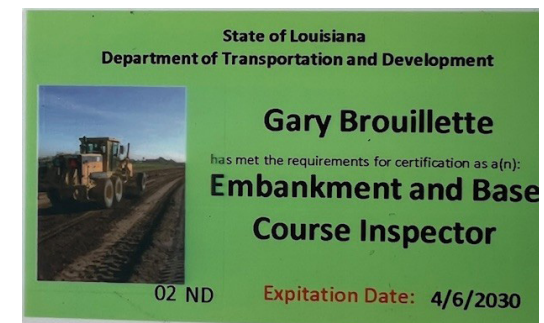 State of Louisiana
Department of Transportation and Development
Gary Brouillette
has met the requirements for certification as a(n):
Embankment and Base
Course Inspector
02 ND
Expitation Date: 4/6/2030